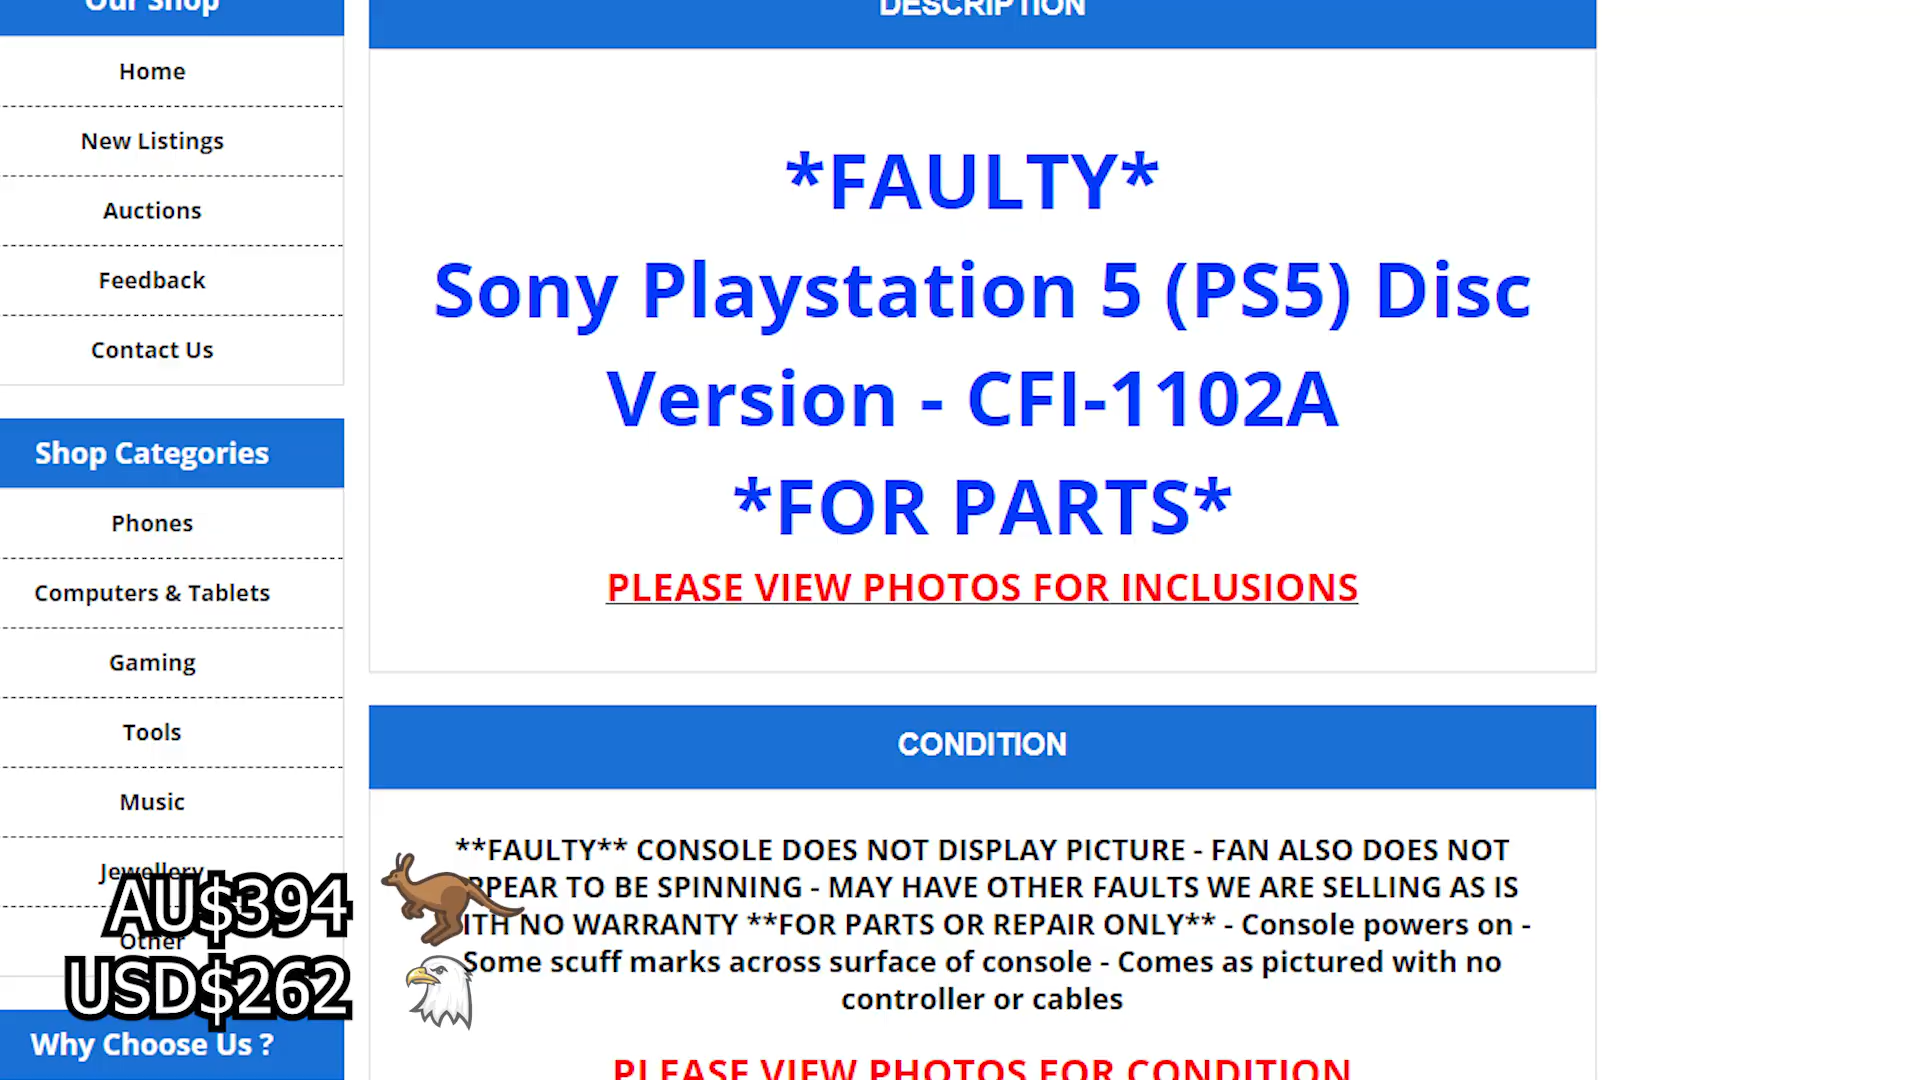 Our Shop
Home
New Listings
Auctions
Feedback
Contact Us
Shop Categories
Phones
Computers & Tablets
Gaming
Tools
Music
Jewellery
Other
Why Choose Us ?
DESCRIPTION
*FAULTY*
Sony Playstation 5 (PS5) Disc
Version - CFI-1102A
*FOR PARTS*
PLEASE VIEW PHOTOS FOR INCLUSIONS
CONDITION
**FAULTY** CONSOLE DOES NOT DISPLAY PICTURE - FAN ALSO DOES NOT
PPEAR TO BE SPINNING - MAY HAVE OTHER FAULTS WE ARE SELLING AS IS
ITH NO WARRANTY **FOR PARTS OR REPAIR ONLY** - Console powers on -
Some scuff marks across surface of console - Comes as pictured with no
controller or cables
PLEASE VIEW PHOTOS FOR CONDITION
AU$394
USD$262